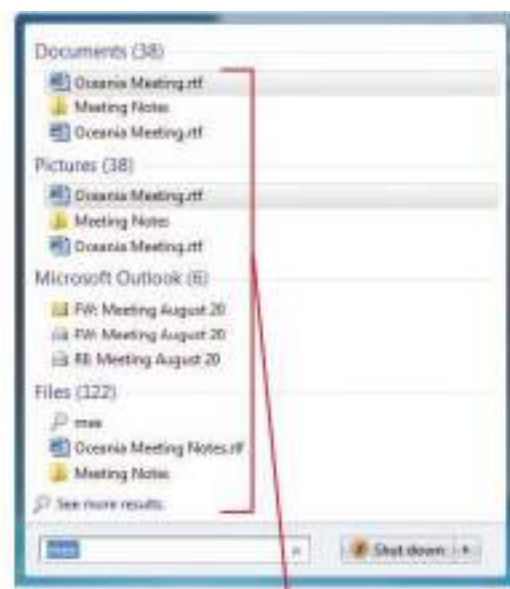 Documents (38)
Oceania Meeting.rtf
Meeting Notes
Oceania Meeting.rtf
Pictures (38)
Oceania Meeting.rtf
Meeting Notes
Oceania Meeting.rtf
Microsoft Outlook (6)
FW: Meeting August 20
FW: Meeting August 20
RE: Meeting August 20
Files (122)
mee
Oceania Meeting Notes.rtf
Meeting Notes
See more results
mee
Shut down